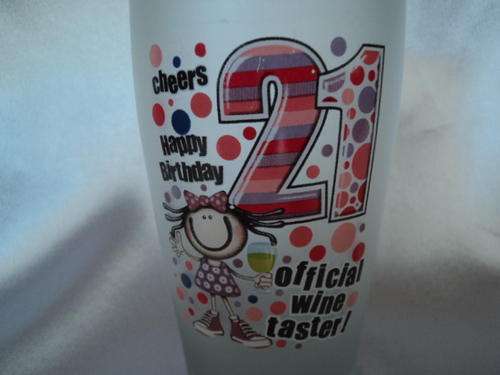 cheers
21
Happy
Birthday
official
wine
taster!